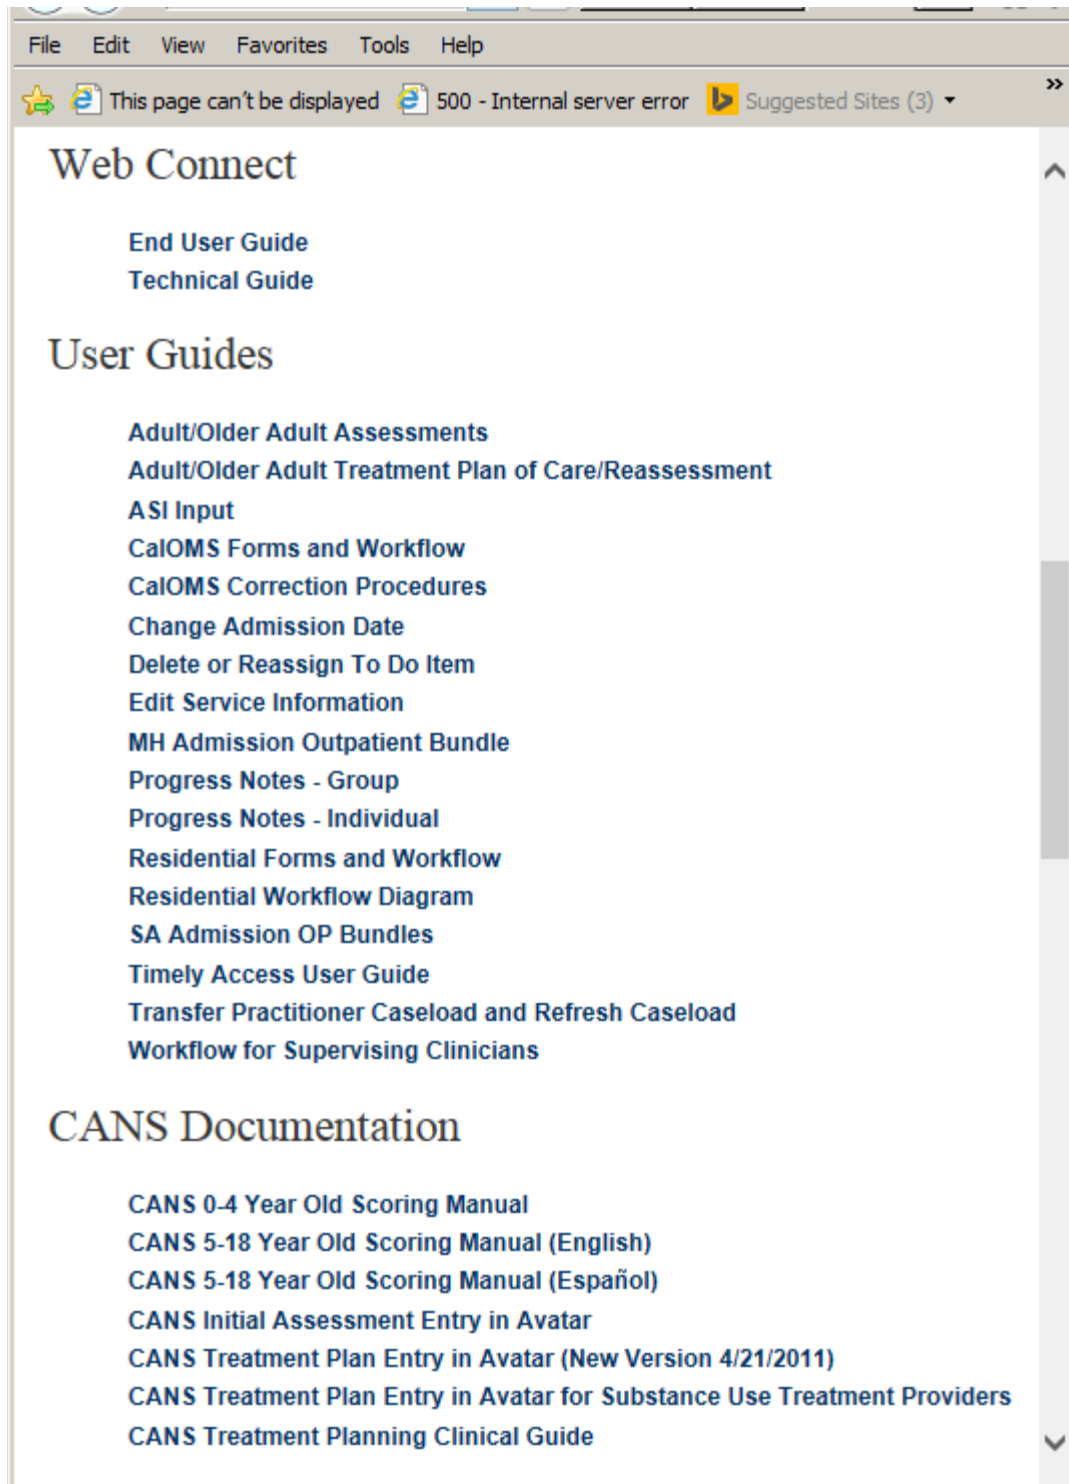 File Edit View Favorites Tools Help
This page can't be displayed 500 - Internal server error Suggested Sites (3)
Web Connect
End User Guide
Technical Guide
User Guides
Adult/Older Adult Assessments
Adult/Older Adult Treatment Plan of Care/Reassessment
ASI Input
CalOMS Forms and Workflow
CalOMS Correction Procedures
Change Admission Date
Delete or Reassign To Do Item
Edit Service Information
MH Admission Outpatient Bundle
Progress Notes - Group
Progress Notes - Individual
Residential Forms and Workflow
Residential Workflow Diagram
SA Admission OP Bundles
Timely Access User Guide
Transfer Practitioner Caseload and Refresh Caseload
Workflow for Supervising Clinicians
CANS Documentation
CANS 0-4 Year Old Scoring Manual
CANS 5-18 Year Old Scoring Manual (English)
CANS 5-18 Year Old Scoring Manual (Español)
CANS Initial Assessment Entry in Avatar
CANS Treatment Plan Entry in Avatar (New Version 4/21/2011)
CANS Treatment Plan Entry in Avatar for Substance Use Treatment Providers
CANS Treatment Planning Clinical Guide